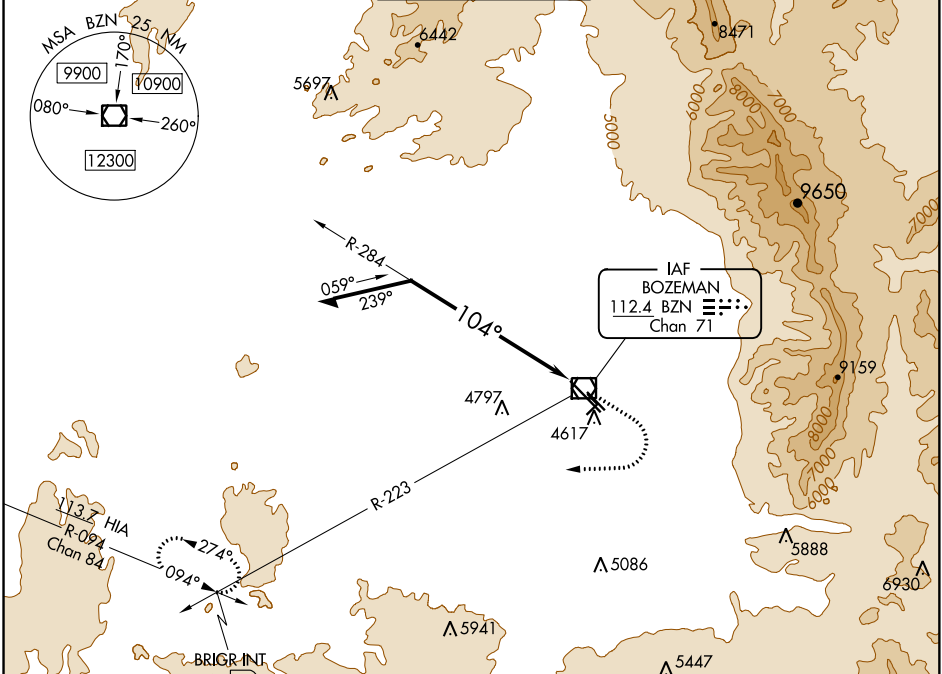 MSA BZN 25 NM
170°
9900
10900
080°
260°
12300
6442
5697
8471
6000
8000
7000
5000
9650
7000
R-284
059°
239°
104°
IAF
BOZEMAN
112.4 BZN
Chan 71
9159
4797
4617
8000
7000
6000
R-223
113.7 HIA
R-094
Chan 84
274°
094°
5086
5888
6930
5941
BRIGR INT
5447